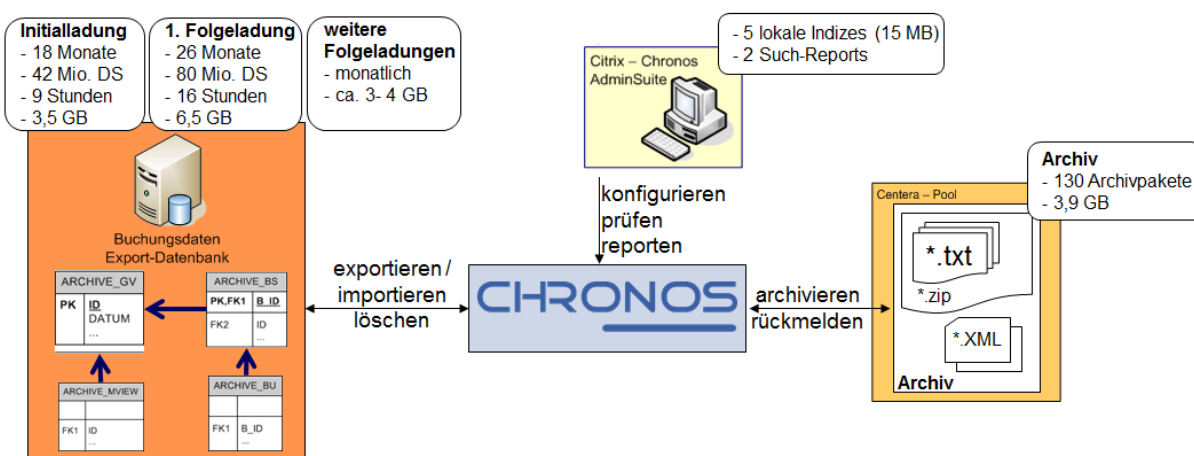 Initialladung
- 18 Monate
- 42 Mio. DS
- 9 Stunden
- 3,5 GB
1. Folgeladung
- 26 Monate
- 80 Mio. DS
- 16 Stunden
- 6,5 GB
weitere
Folgeladungen
- monatlich
- ca. 3- 4 GB
Buchungsdaten
Export-Datenbank
ARCHIVE_GV
PK ID
DATUM
...
ARCHIVE_BS
PK,FK1 B_ID
FK2 ID
...
ARCHIVE_MVIEW
FK1 ID
...
ARCHIVE_BU
FK1 B_ID
...
exportieren /
importieren
löschen
Citrix – Chronos
AdminSuite
- 5 lokale Indizes (15 MB)
- 2 Such-Reports
konfigurieren
prüfen
reporten
CHRONOS
archivieren
rückmelden
Archiv
- 130 Archivpakete
- 3,9 GB
Centera – Pool
*.txt
*.zip
*.XML
Archiv